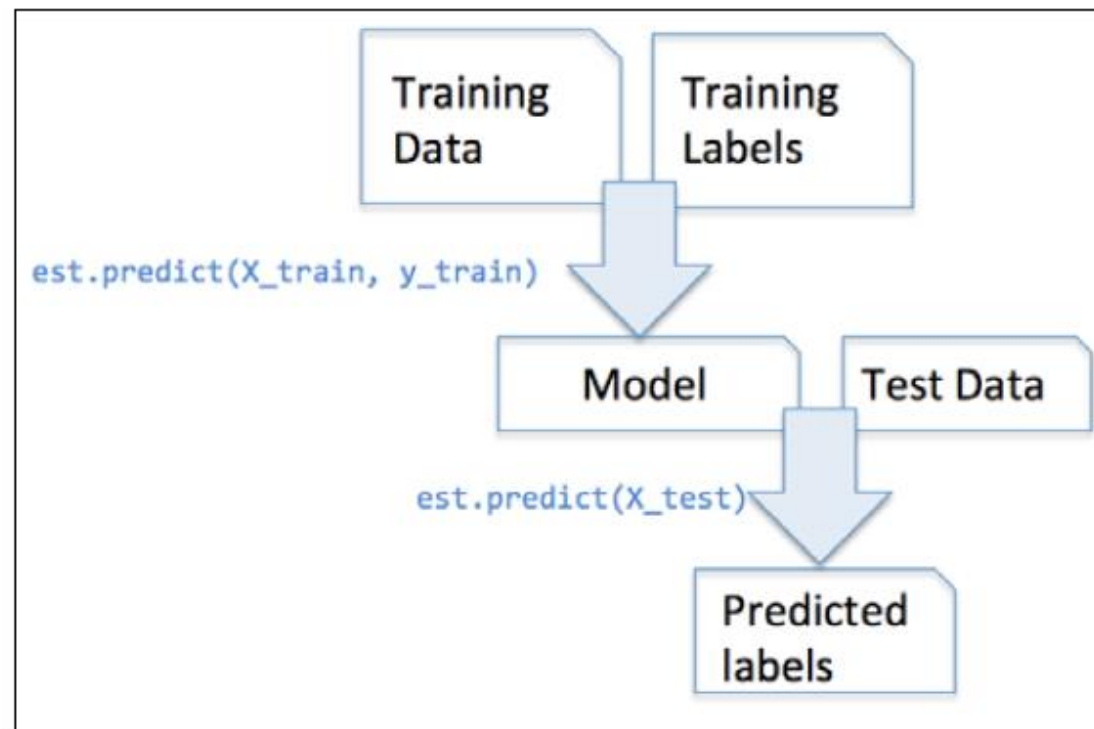 Training
Data
Training
Labels
est.predict(X_train, y_train)
Model
Test Data
est.predict(X_test)
Predicted
labels